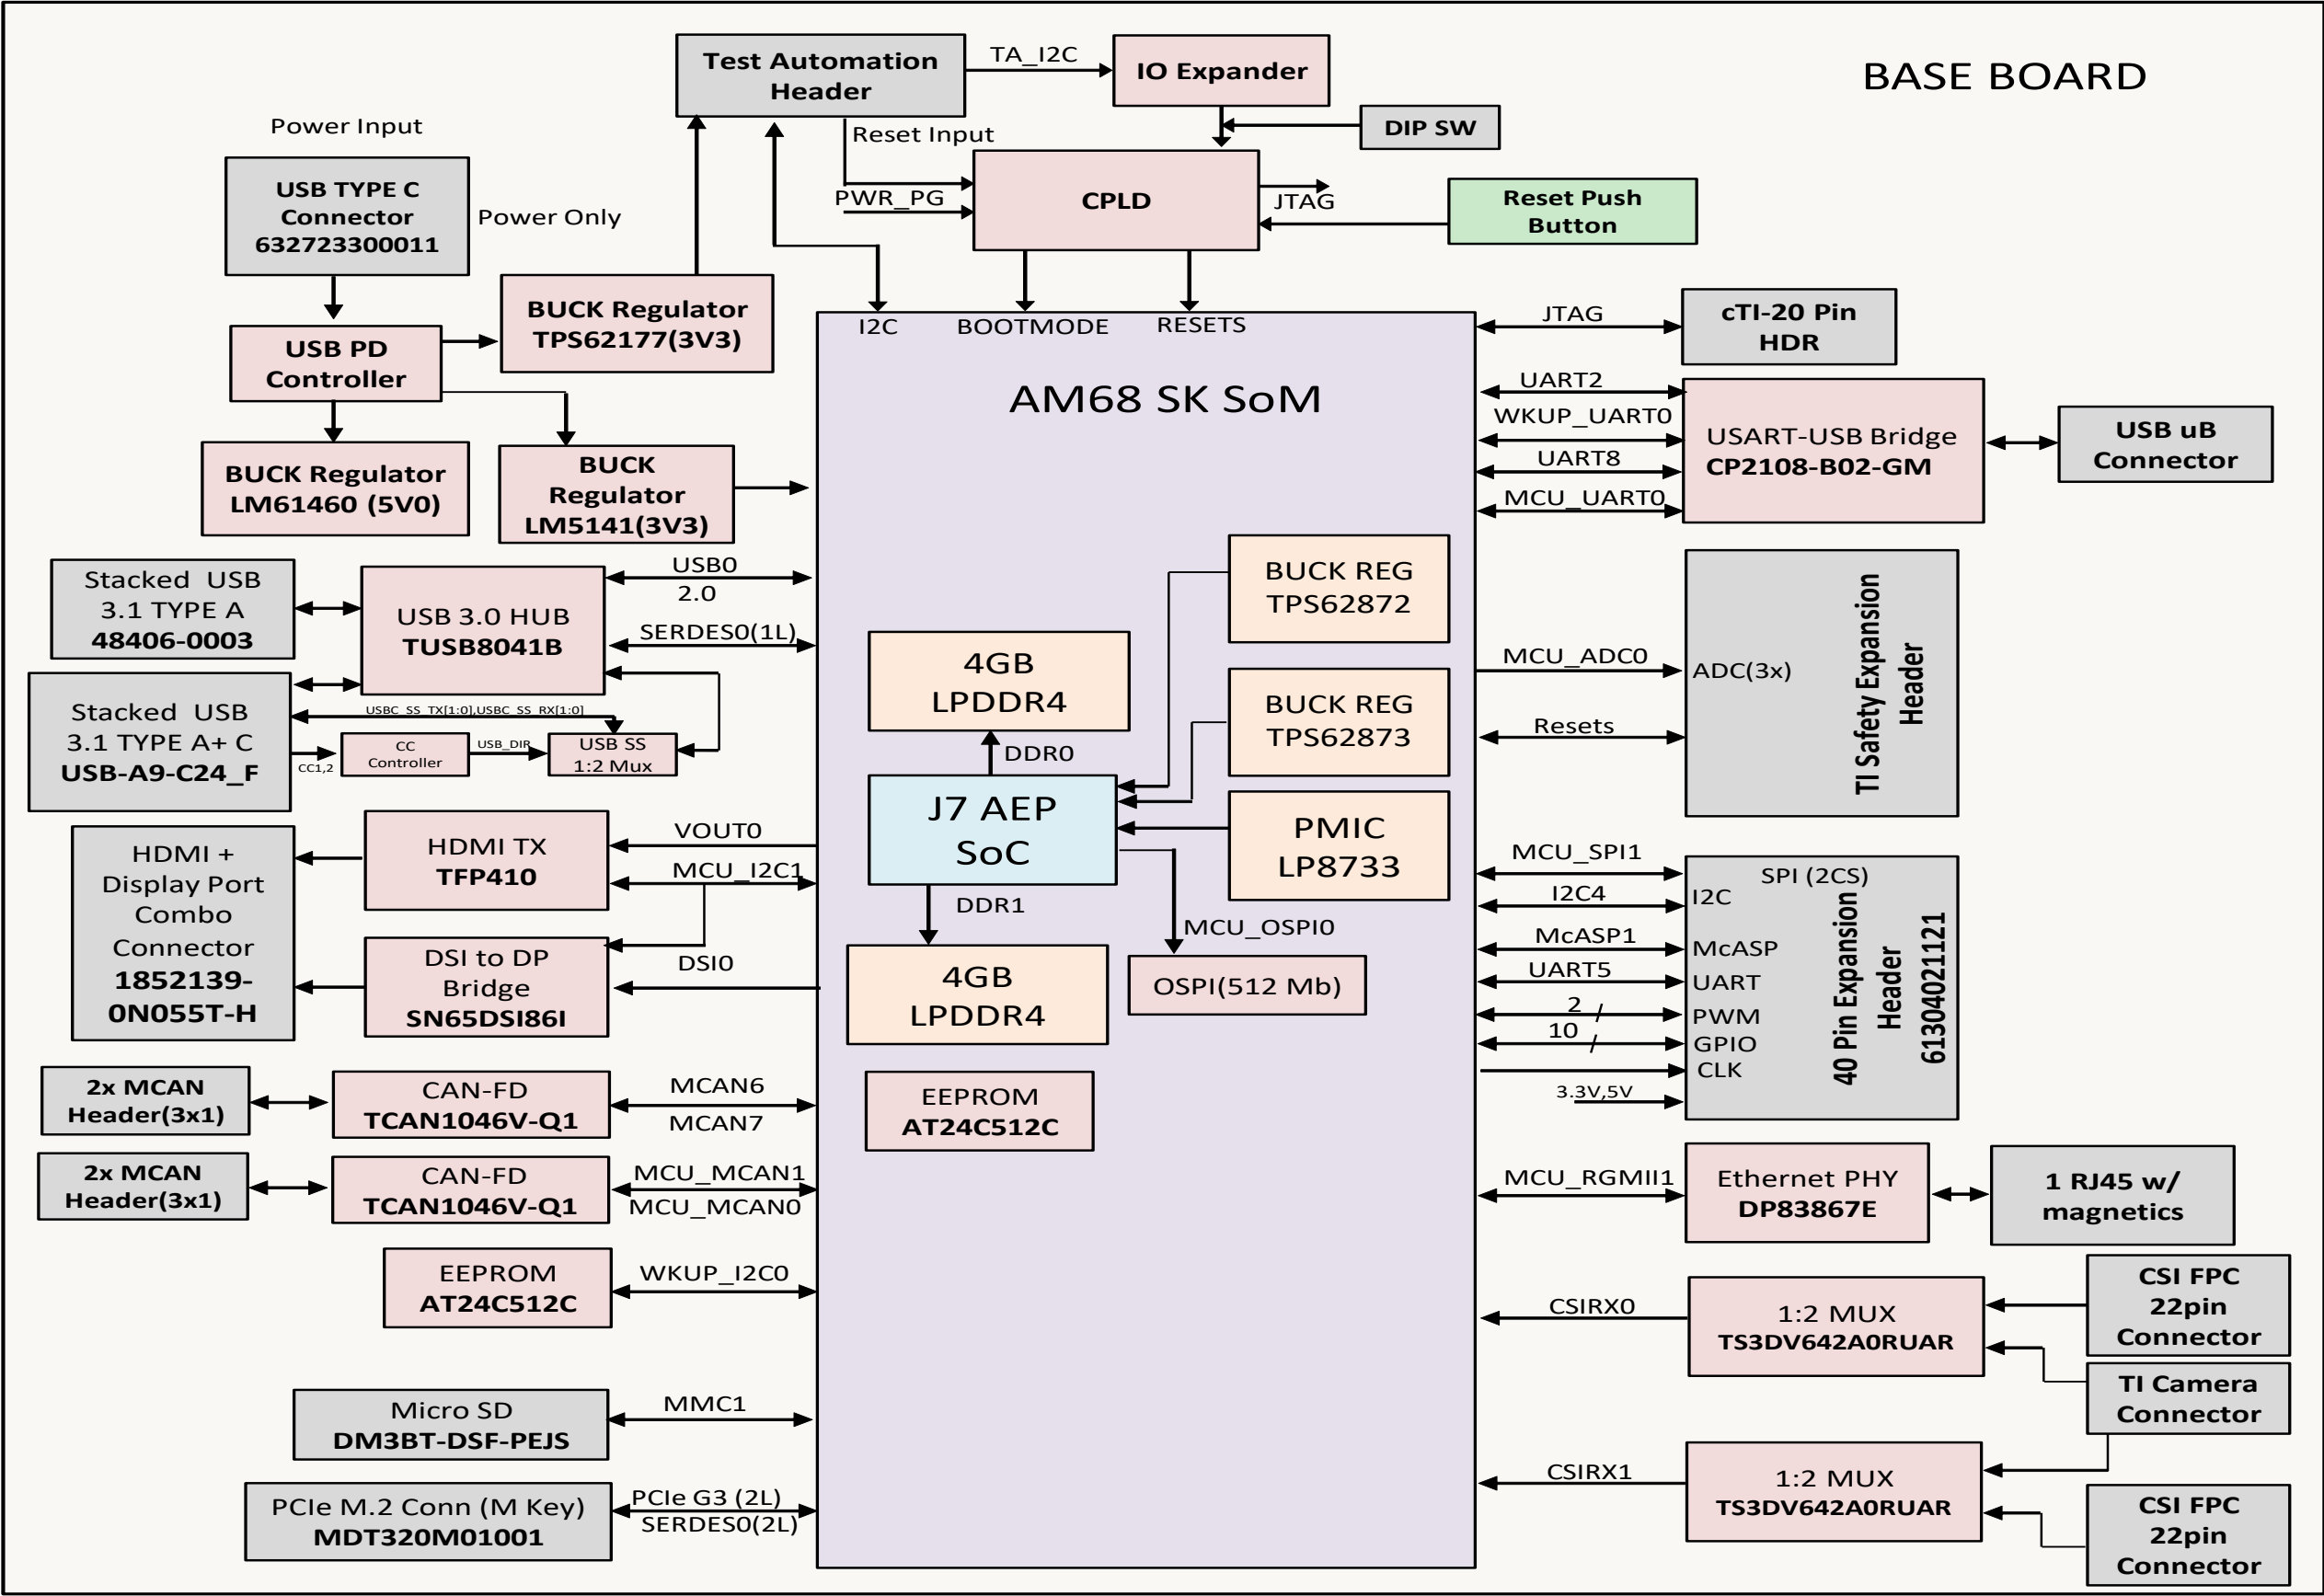 BASE BOARD
Test Automation
Header
TA_I2C
IO Expander
DIP SW
Reset Input
PWR_PG
CPLD
JTAG
Reset Push
Button
Power Input
USB TYPE C
Connector
632723300011
Power Only
USB PD
Controller
BUCK Regulator
TPS62177(3V3)
BUCK Regulator
LM61460 (5V0)
BUCK
Regulator
LM5141(3V3)
I2C
BOOTMODE
RESETS
AM68 SK SoM
Stacked USB
3.1 TYPE A
48406-0003
USB 3.0 HUB
TUSB8041B
USB0
2.0
SERDES0(1L)
Stacked USB
3.1 TYPE A+ C
USB-A9-C24_F
USBC_SS_TX[1:0],USBC_SS_RX[1:0]
CC1,2
CC
Controller
USB_DIR
USB SS
1:2 Mux
HDMI +
Display Port
Combo
Connector
1852139-
0N055T-H
HDMI TX
TFP410
VOUT0
MCU_I2C1
DSI to DP
Bridge
SN65DSI86I
DSI0
2x MCAN
Header(3x1)
CAN-FD
TCAN1046V-Q1
MCAN6
MCAN7
2x MCAN
Header(3x1)
CAN-FD
TCAN1046V-Q1
MCU_MCAN1
MCU_MCAN0
EEPROM
AT24C512C
WKUP_I2C0
Micro SD
DM3BT-DSF-PEJS
MMC1
PCIe M.2 Conn (M Key)
MDT320M01001
PCIe G3 (2L)
SERDES0(2L)
BUCK REG
TPS62872
4GB
LPDDR4
BUCK REG
TPS62873
DDR0
J7 AEP
SoC
PMIC
LP8733
DDR1
MCU_OSPI0
4GB
LPDDR4
OSPI(512 Mb)
EEPROM
AT24C512C
JTAG
cTI-20 Pin
HDR
UART2
WKUP_UART0
UART8
MCU_UART0
USART-USB Bridge
CP2108-B02-GM
USB uB
Connector
MCU_ADC0
ADC(3x)
Resets
TI Safety Expansion
Header
MCU_SPI1
SPI (2CS)
I2C4
I2C
McASP1
McASP
UART5
UART
2
PWM
10
GPIO
CLK
3.3V,5V
40 Pin Expansion
Header
61304021121
MCU_RGMII1
Ethernet PHY
DP83867E
1 RJ45 w/
magnetics
CSIRX0
1:2 MUX
TS3DV642A0RUAR
CSI FPC
22pin
Connector
TI Camera
Connector
CSIRX1
1:2 MUX
TS3DV642A0RUAR
CSI FPC
22pin
Connector